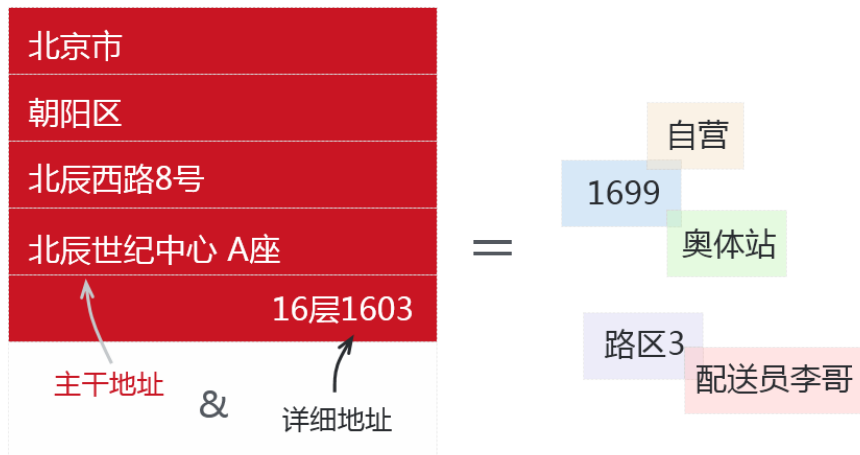 北京市
朝阳区
北辰西路8号
北辰世纪中心 A座
16层1603
主干地址
&
详细地址
=
自营
1699
奥体站
路区3
配送员李哥